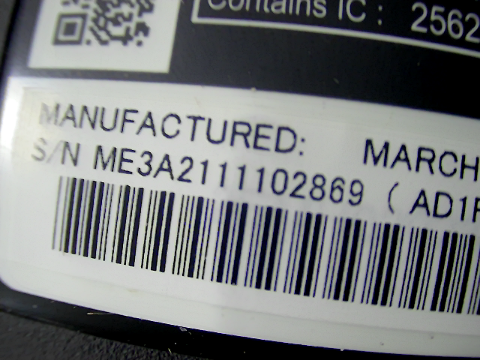 Contains IC : 2562
MANUFACTURED: MARCH
S/N ME3A2111102869 ( AD1